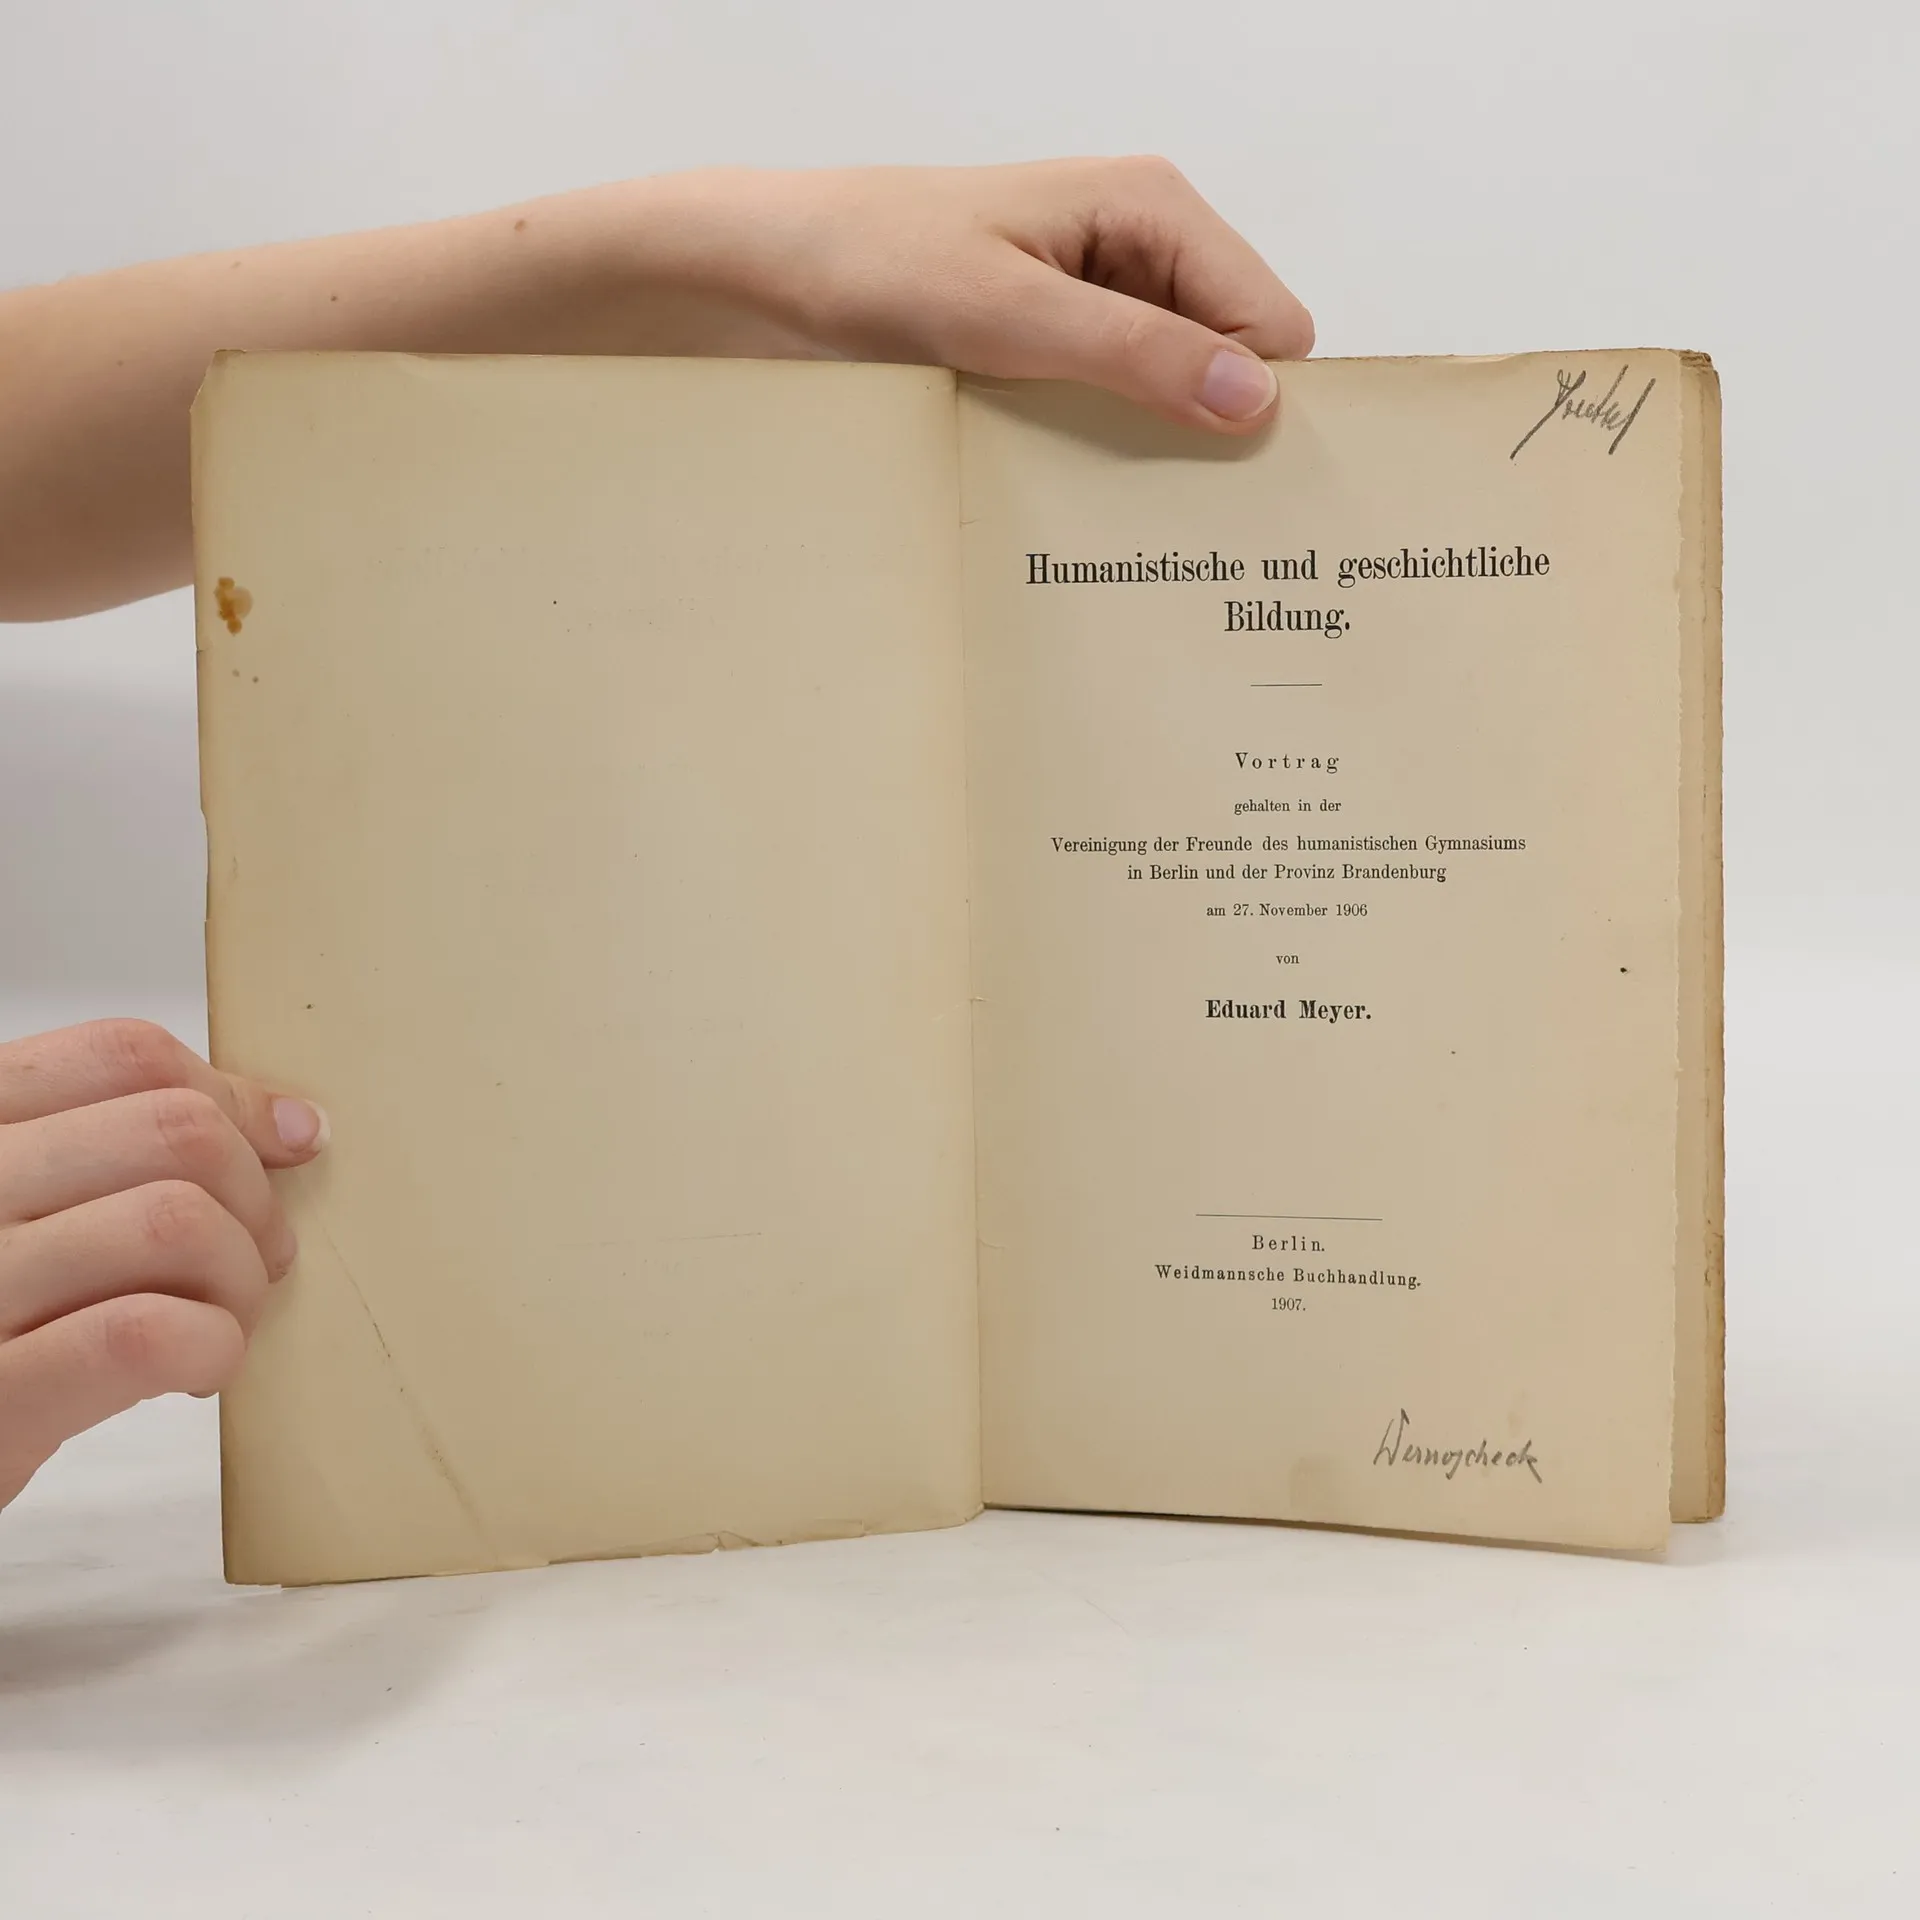 Humanistische und geschichtliche
Bildung.
Vortrag
gehalten in der
Vereinigung der Freunde des humanistischen Gymnasiums
in Berlin und der Provinz Brandenburg
am 27. November 1906
von
Eduard Meyer.
Berlin.
Weidmannsche Buchhandlung.
1907.